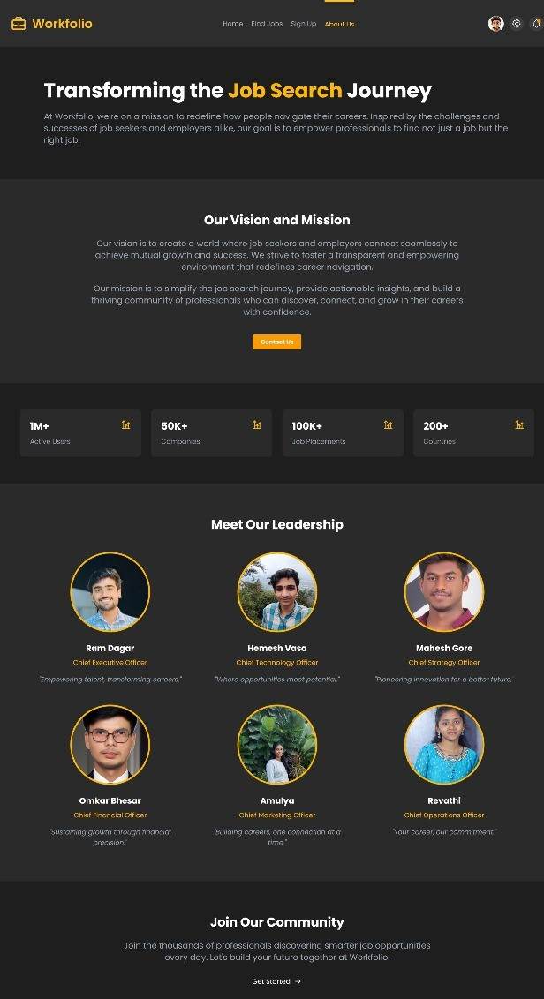 Workfolio
Home Find Jobs Sign Up About Us
Transforming the Job Search Journey
At Workfolio, we're on a mission to redefine how people navigate their careers. Inspired by the challenges and
successes of job seekers and employers alike, our goal is to empower professionals to find not just a job but the
right job.
Our Vision and Mission
Our vision is to create a world where job seekers and employers connect seamlessly to
achieve mutual growth and success. We strive to foster a transparent and empowering
environment that redefines career navigation.
Our mission is to simplify the job search journey, provide actionable insights, and build a
thriving community of professionals who can discover, connect, and grow in their careers
with confidence.
Contact Us
1M+ 50K+ 100K+ 200+
Active Users Companies Job Placements Countries
Meet Our Leadership
Ram Dagar Hemesh Vasa Mahesh Gore
Chief Executive Officer Chief Technology Officer Chief Strategy Officer
"Empowering talent, transforming careers." "Where opportunities meet potential." "Pioneering innovation for a better future."
Omkar Bhesar Amulya Revathi
Chief Financial Officer Chief Marketing Officer Chief Operations Officer
"Sustaining growth through financial "Building careers, one connection at a "Your career, our commitment."
precision." time."
Join Our Community
Join the thousands of professionals discovering smarter job opportunities
every day. Let's build your future together at Workfolio.
Get Started →